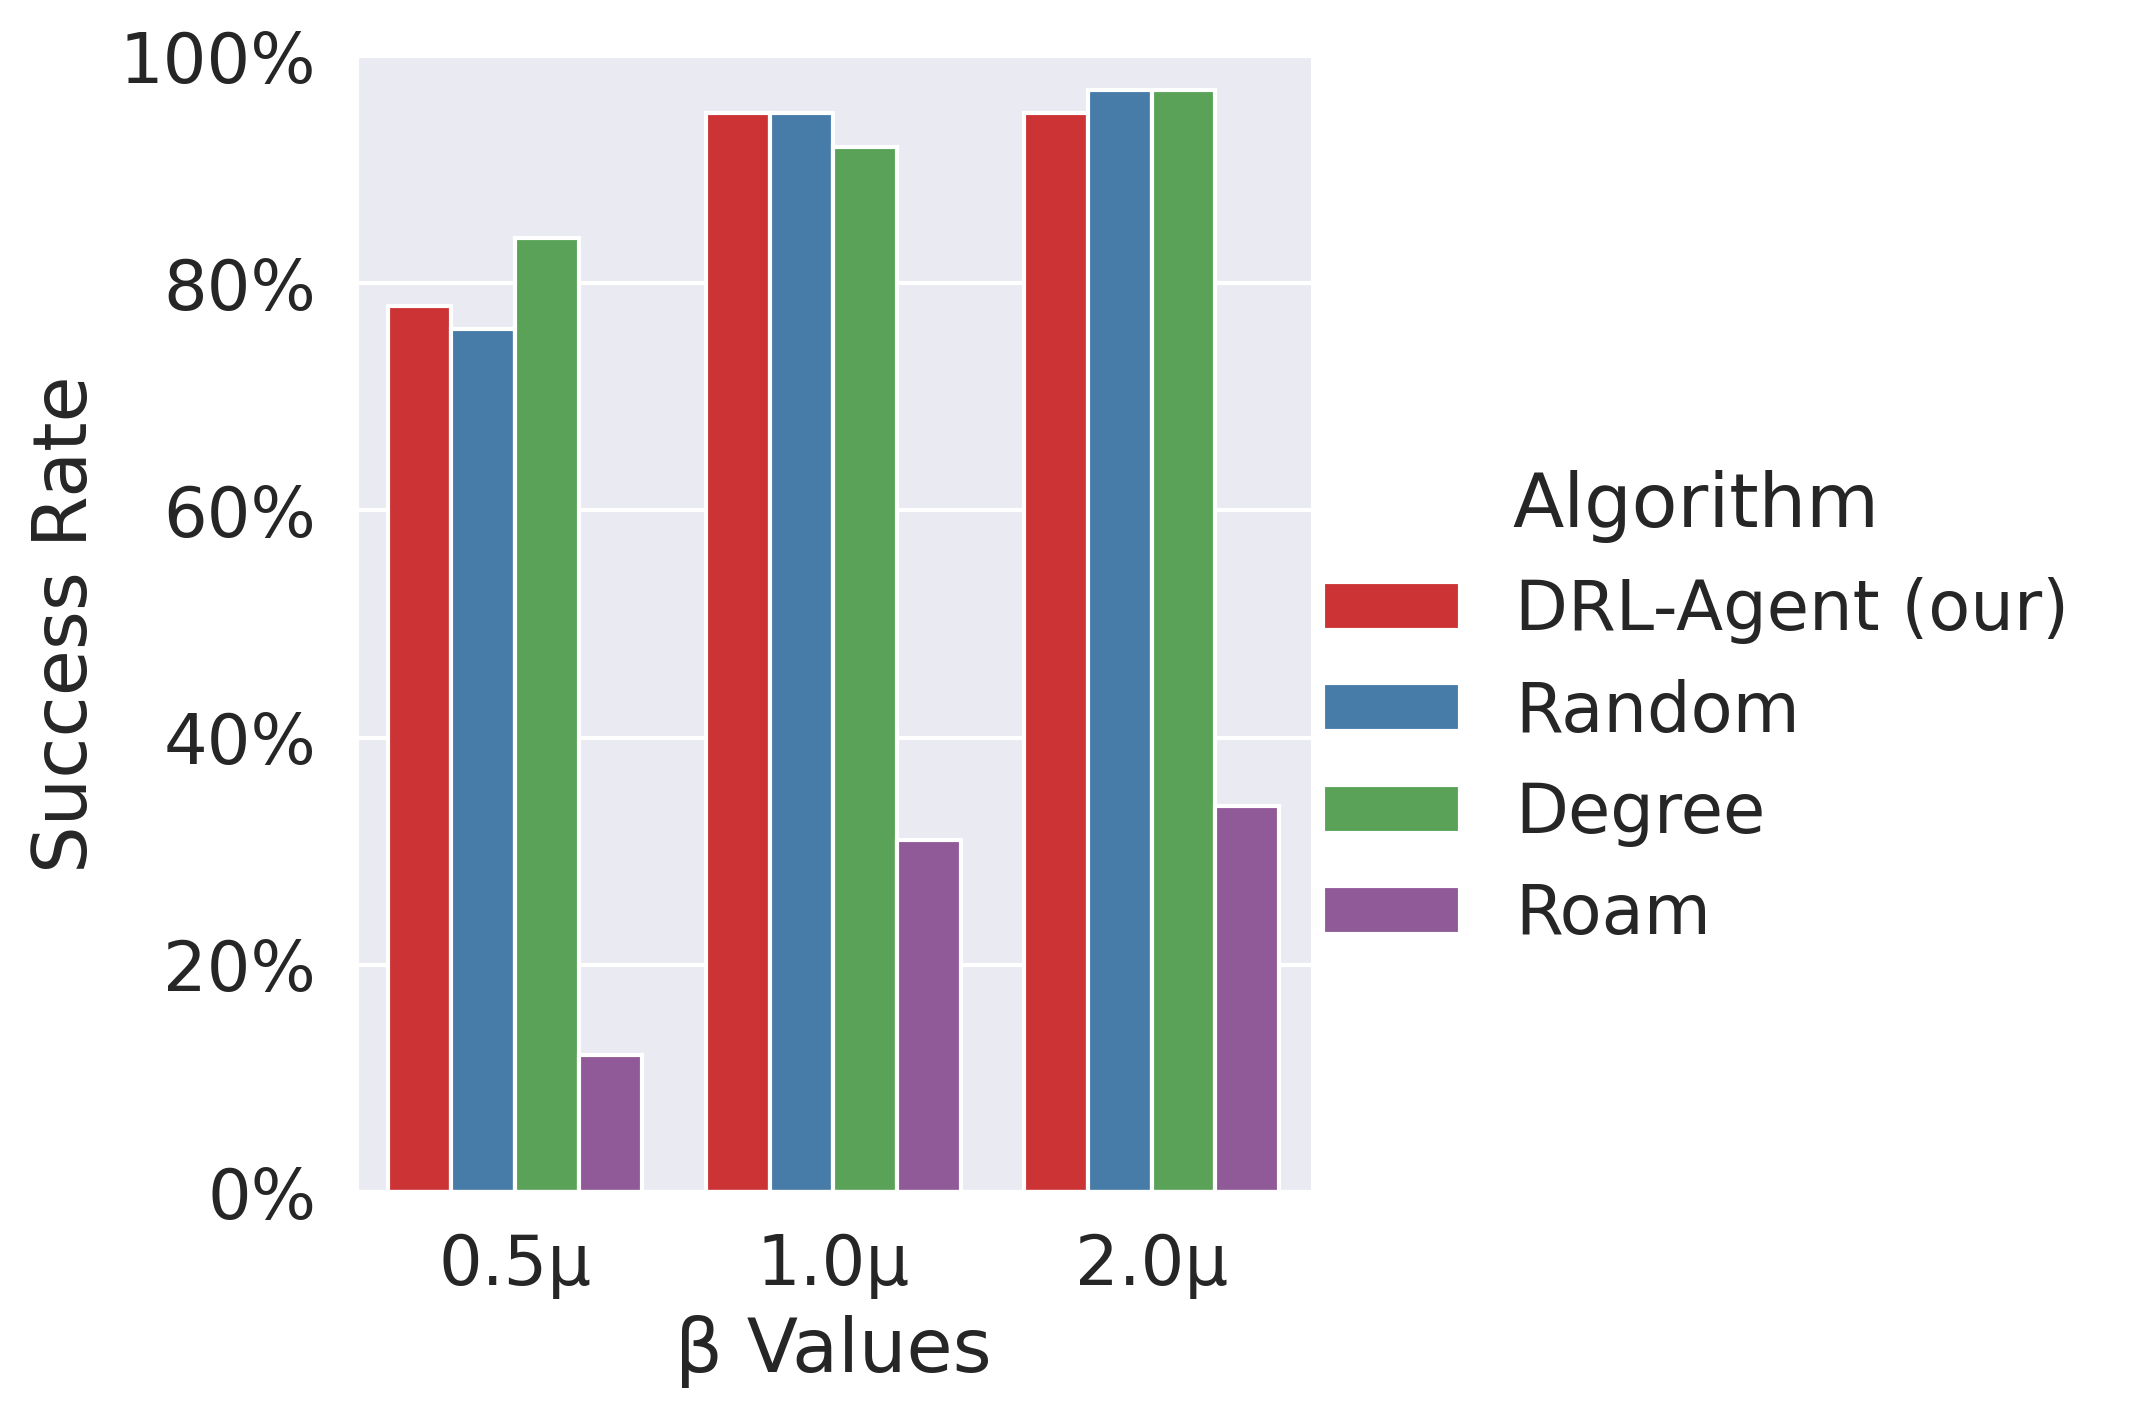 100%
80%
60%
40%
20%
0%
Success Rate
0.5µ
1.0µ
2.0µ
β Values
Algorithm
DRL-Agent (our)
Random
Degree
Roam